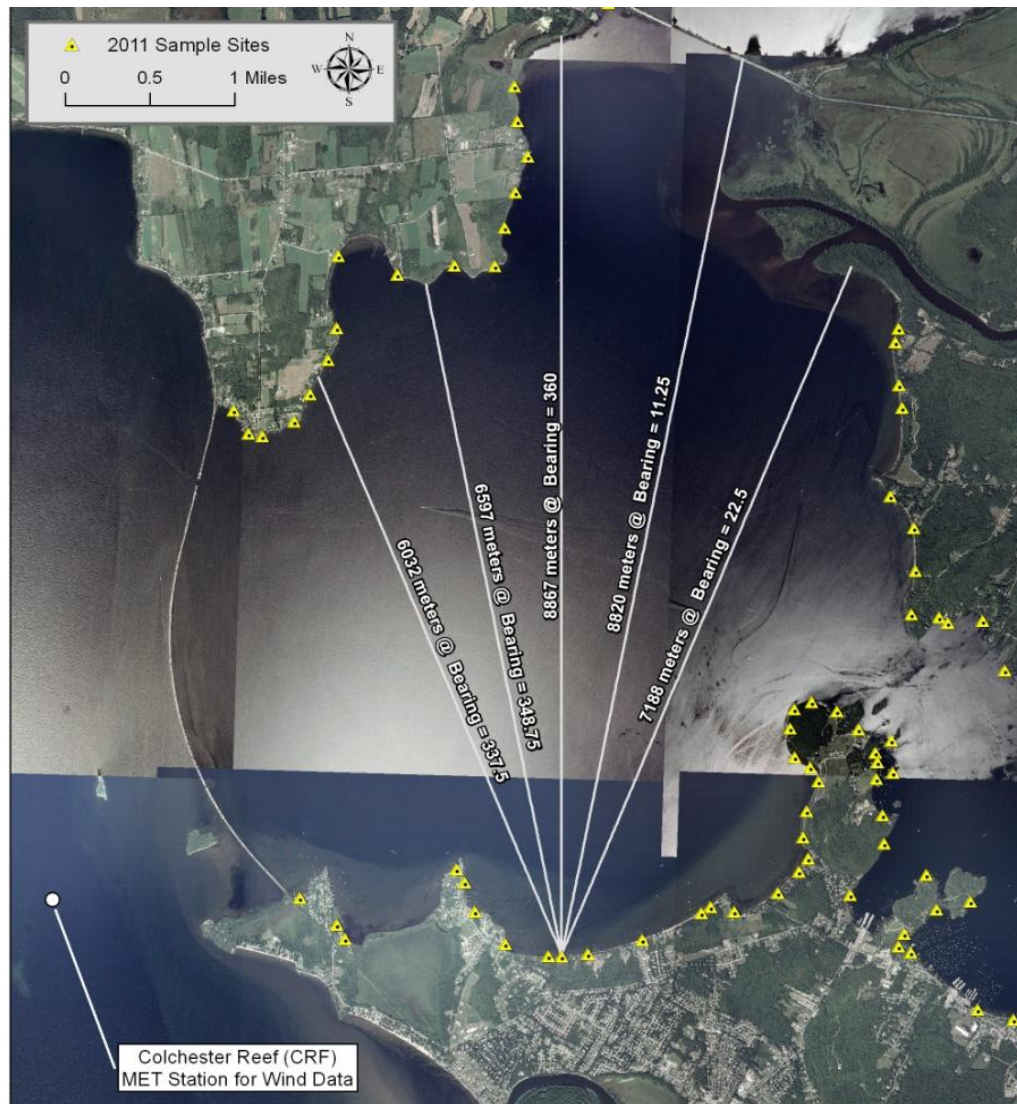 2011 Sample Sites
N
W E
S
0 0.5 1 Miles
6032 meters @ Bearing = 337.5
6597 meters @ Bearing = 348.75
8867 meters @ Bearing = 360
8820 meters @ Bearing = 11.25
7188 meters @ Bearing = 22.5
Colchester Reef (CRF)
MET Station for Wind Data